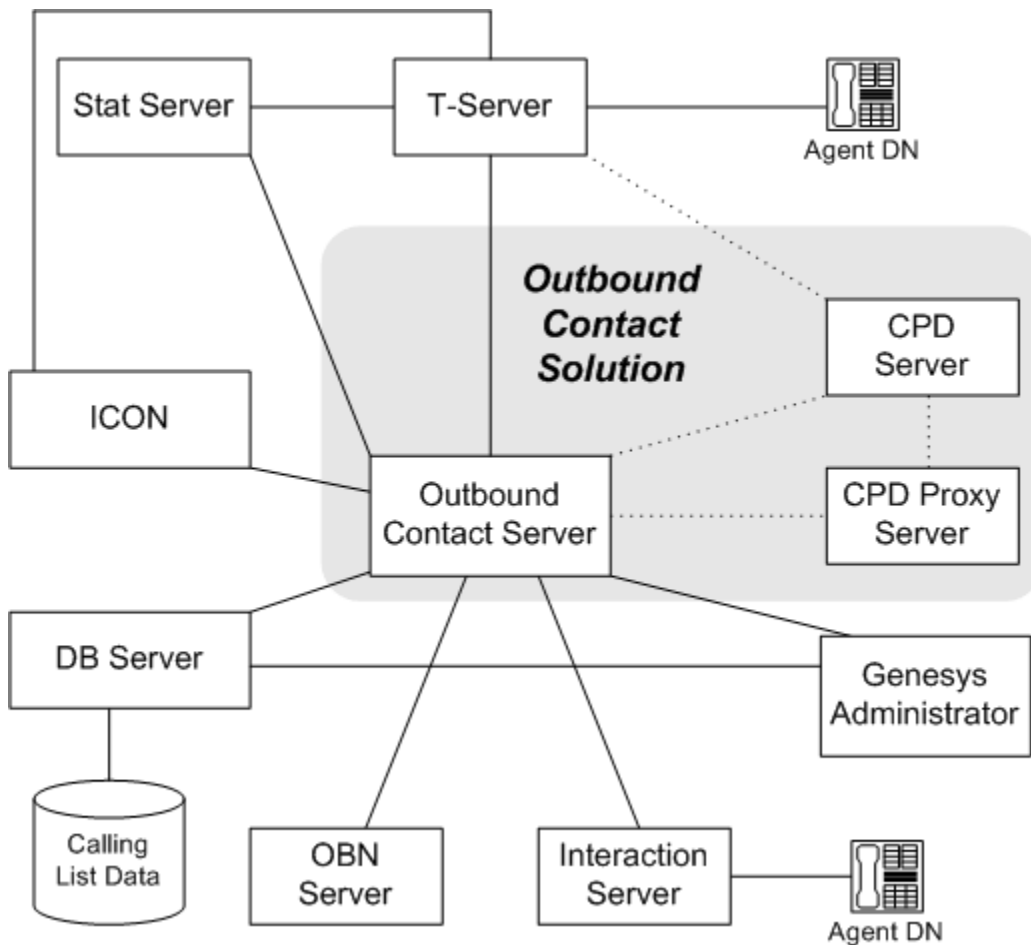 Stat Server
T-Server
Agent DN
Outbound
Contact
Solution
CPD
Server
ICON
Outbound
Contact Server
CPD Proxy
Server
DB Server
Genesys
Administrator
Calling
List Data
OBN
Server
Interaction
Server
Agent DN